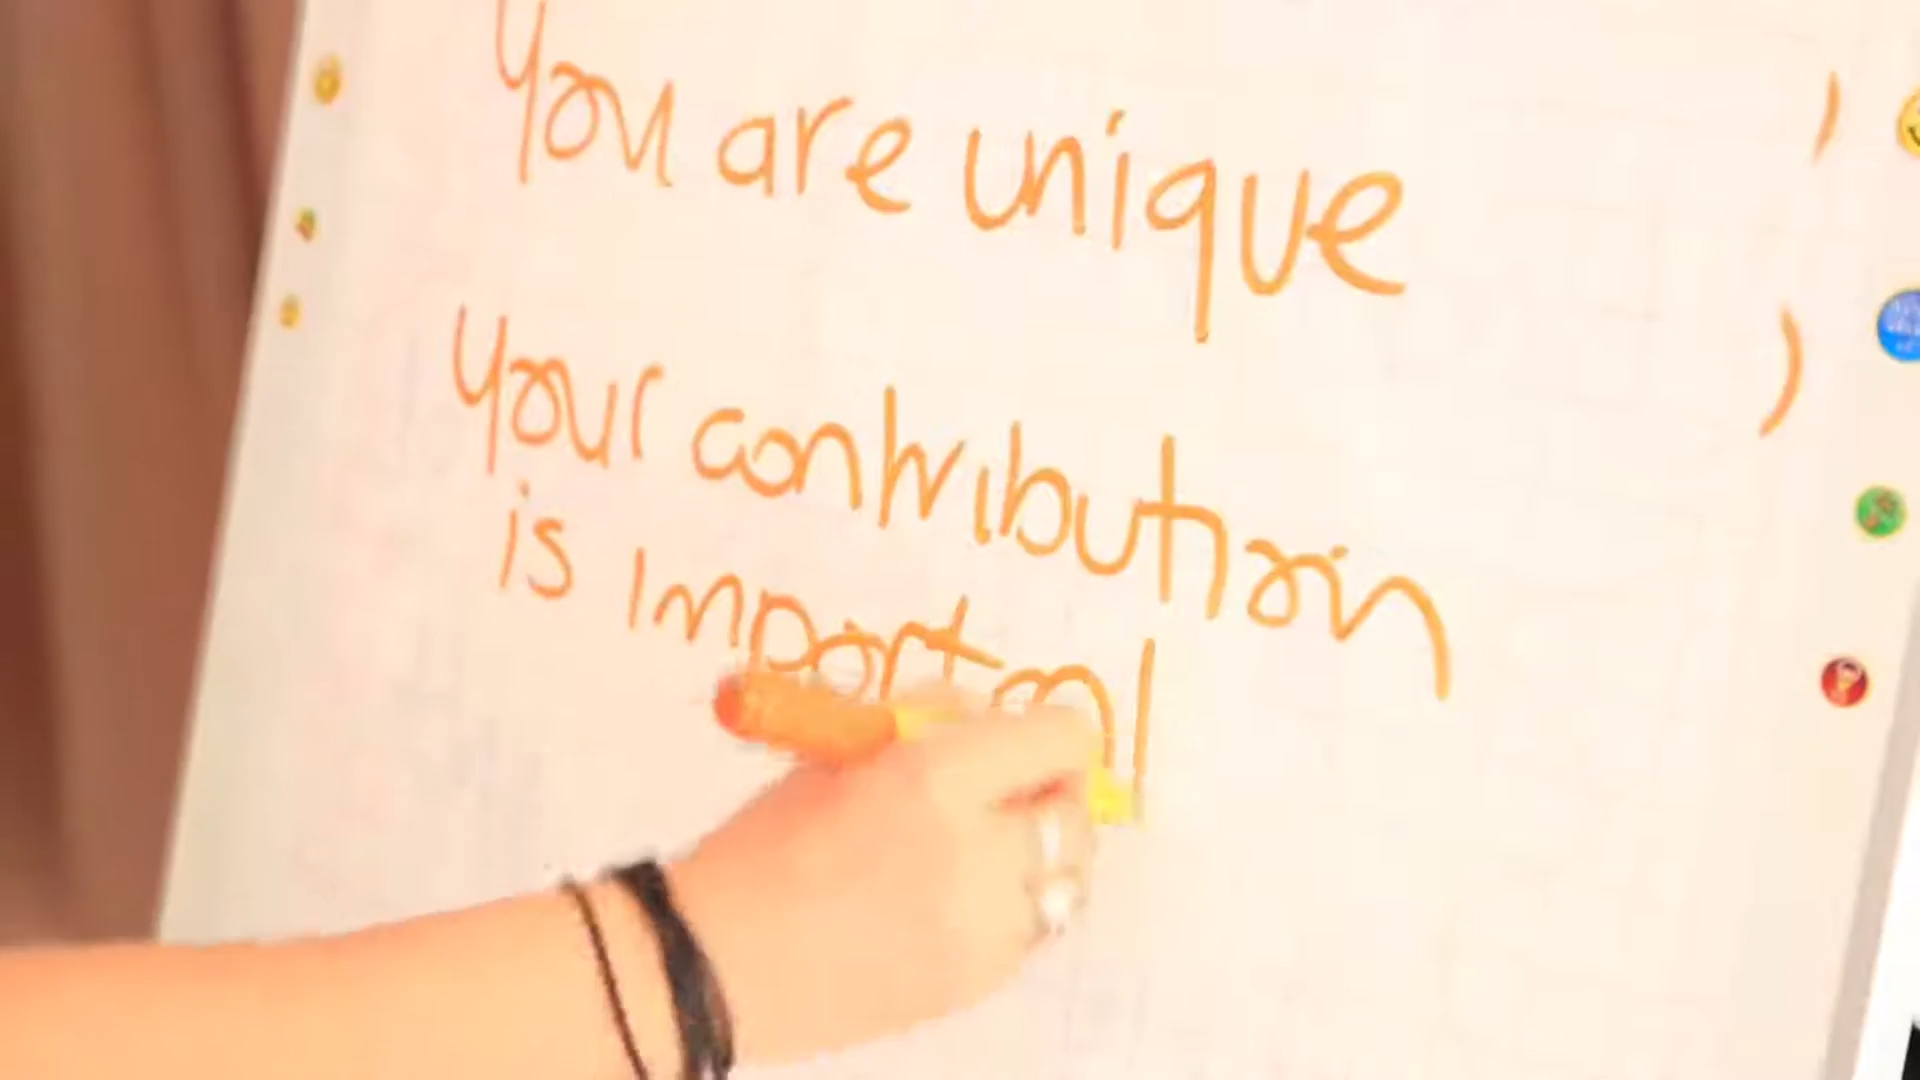 You are unique
)
Your contribution
)
is important